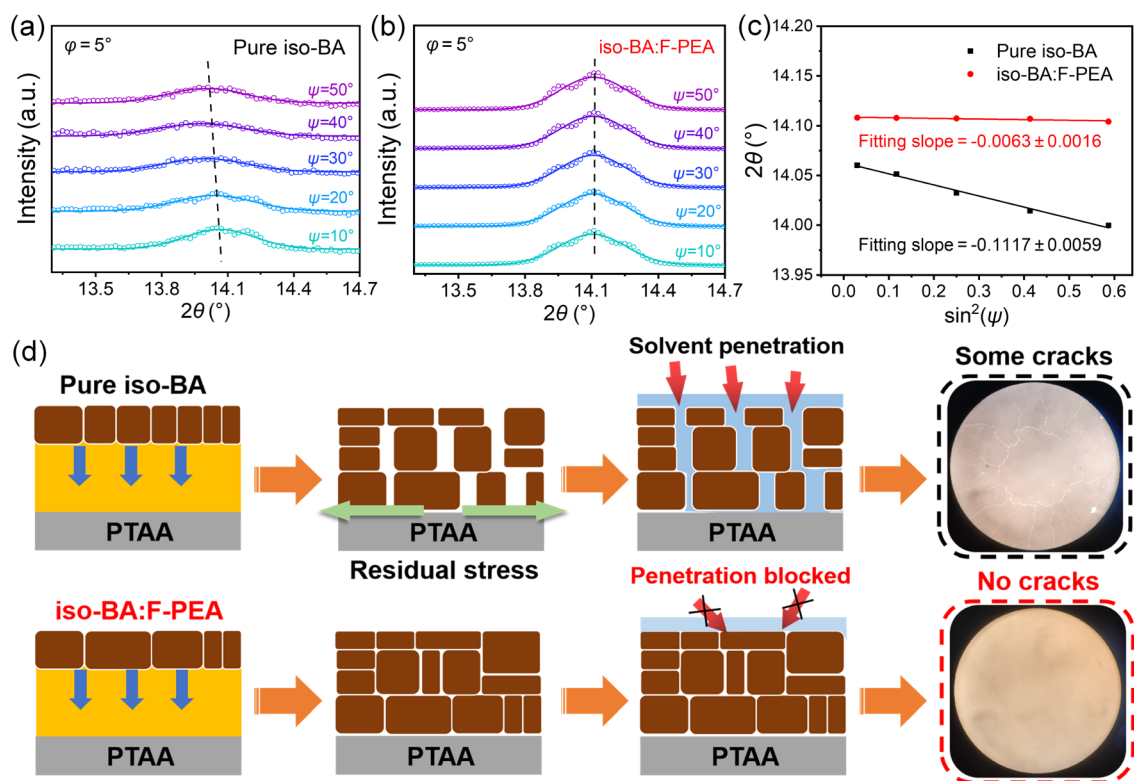 (a)
φ = 5°
Pure iso-BA
ψ=50°
ψ=40°
ψ=30°
ψ=20°
ψ=10°
Intensity (a.u.)
13.5
13.8
14.1
14.4
14.7
2θ (°)
(b)
φ = 5°
iso-BA:F-PEA
ψ=50°
ψ=40°
ψ=30°
ψ=20°
ψ=10°
Intensity (a.u.)
13.5
13.8
14.1
14.4
14.7
2θ (°)
(c)
14.20
14.15
14.10
14.05
14.00
13.95
2θ (°)
Pure iso-BA
iso-BA:F-PEA
Fitting slope = -0.0063 ± 0.0016
Fitting slope = -0.1117 ± 0.0059
0.0
0.1
0.2
0.3
0.4
0.5
0.6
0.7
sin²(ψ)
(d)
Pure iso-BA
Solvent penetration
Some cracks
PTAA
PTAA
PTAA
Residual stress
Penetration blocked
No cracks
iso-BA:F-PEA
PTAA
PTAA
PTAA